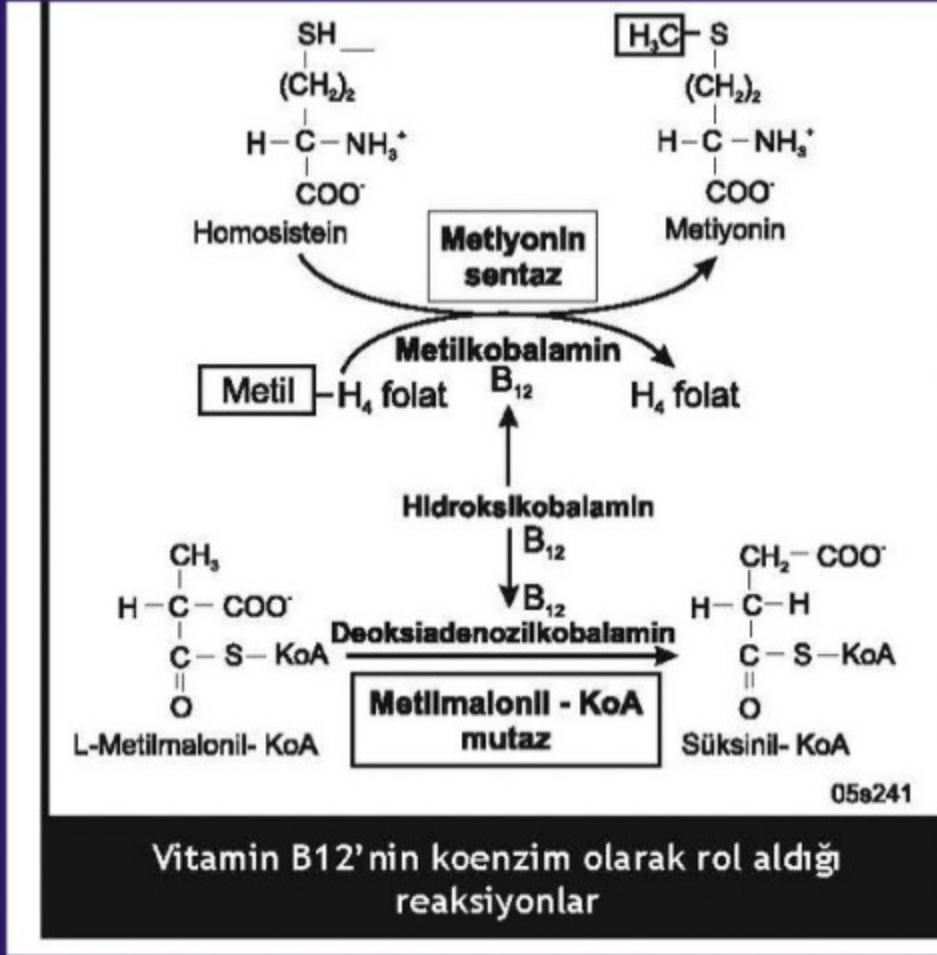 SH
H₃C – S
(CH₂)₂
(CH₂)₂
H – C – NH₃⁺
H – C – NH₃⁺
COO⁻
COO⁻
Homosistein
Metiyonin
Metiyonin
sentaz
Metilkobalamin
Metil – H₄ folat
B₁₂
H₄ folat
Hidroksikobalamin
B₁₂
B₁₂
Deoksiadenozilkobalamin
CH₃
H – C – COO⁻
C – S – KoA
O
L-Metilmalonil- KoA
Metilmalonil - KoA
mutaz
CH₂ – COO⁻
H – C – H
C – S – KoA
O
Süksinil- KoA
05s241
Vitamin B12'nin koenzim olarak rol aldığı
reaksiyonlar